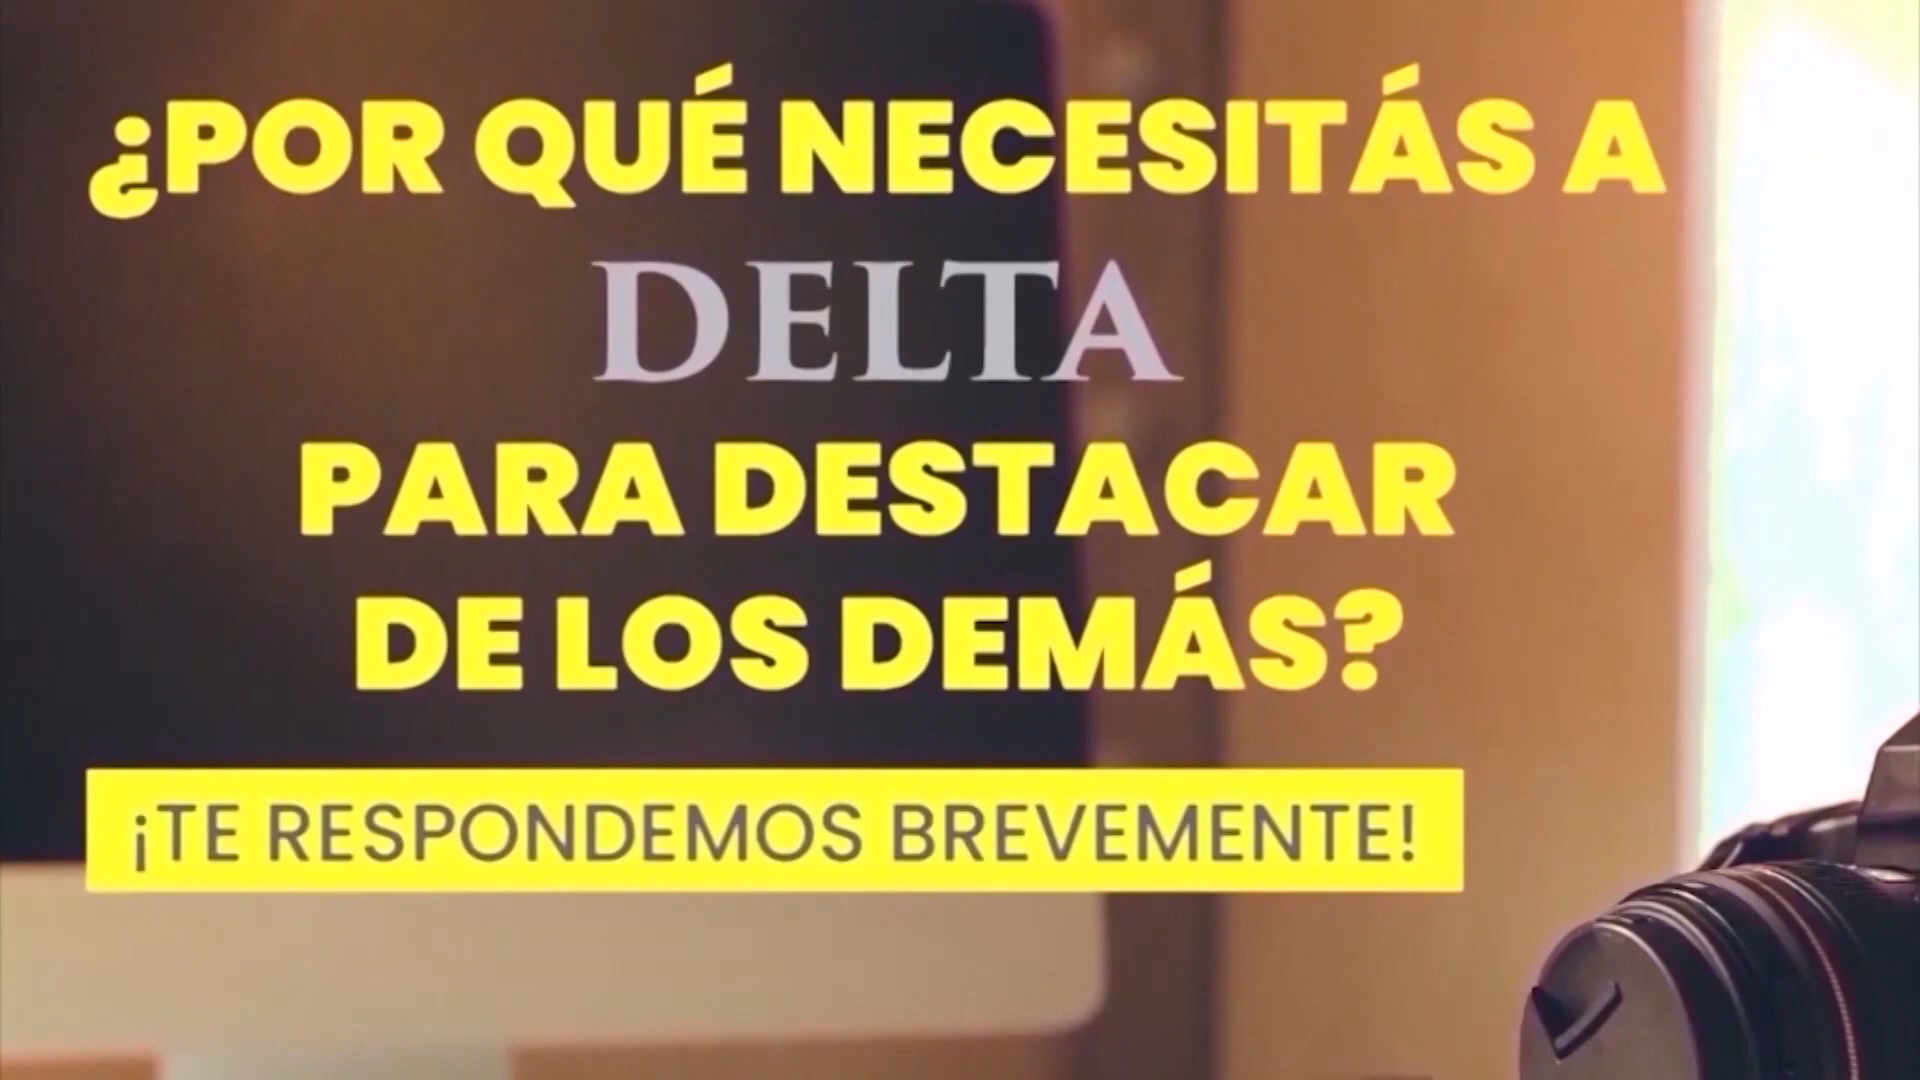 ¿POR QUÉ NECESITÁS A
DELTA
PARA DESTACAR
DE LOS DEMÁS?
¡TE RESPONDEMOS BREVEMENTE!